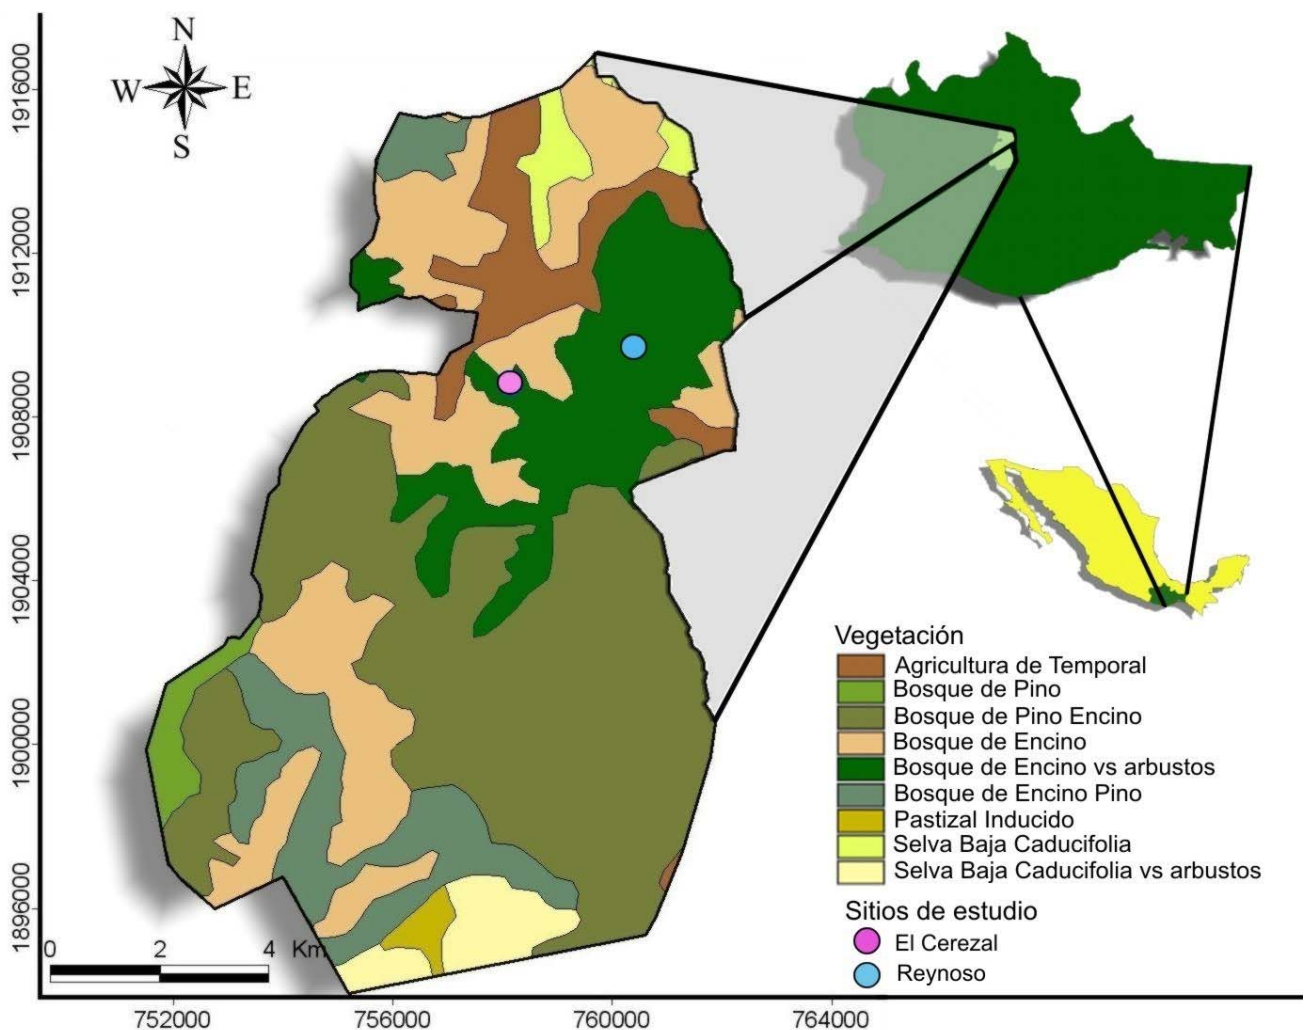 N
W E
S
1916000
1912000
1908000
1904000
1900000
1896000
Vegetación
Agricultura de Temporal
Bosque de Pino
Bosque de Pino Encino
Bosque de Encino
Bosque de Encino vs arbustos
Bosque de Encino Pino
Pastizal Inducido
Selva Baja Caducifolia
Selva Baja Caducifolia vs arbustos
Sitios de estudio
El Cerezal
Reynoso
0 2 4 Km
752000 756000 760000 764000